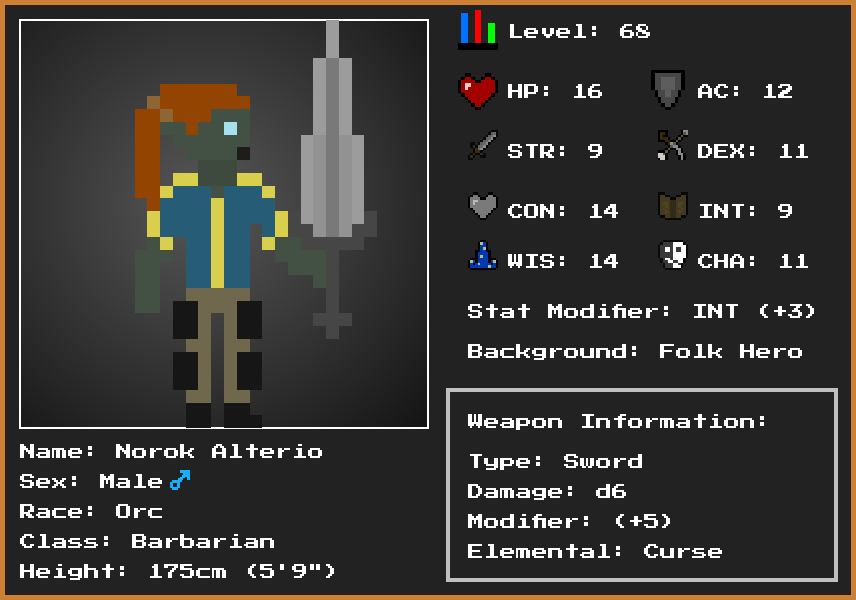 Level: 68
HP: 16
AC: 12
STR: 9
DEX: 11
CON: 14
INT: 9
WIS: 14
CHA: 11
Stat Modifier: INT (+3)
Background: Folk Hero
Weapon Information:
Type: Sword
Damage: d6
Modifier: (+5)
Elemental: Curse
Name: Norok Alterio
Sex: Male♂
Race: Orc
Class: Barbarian
Height: 175cm (5'9")